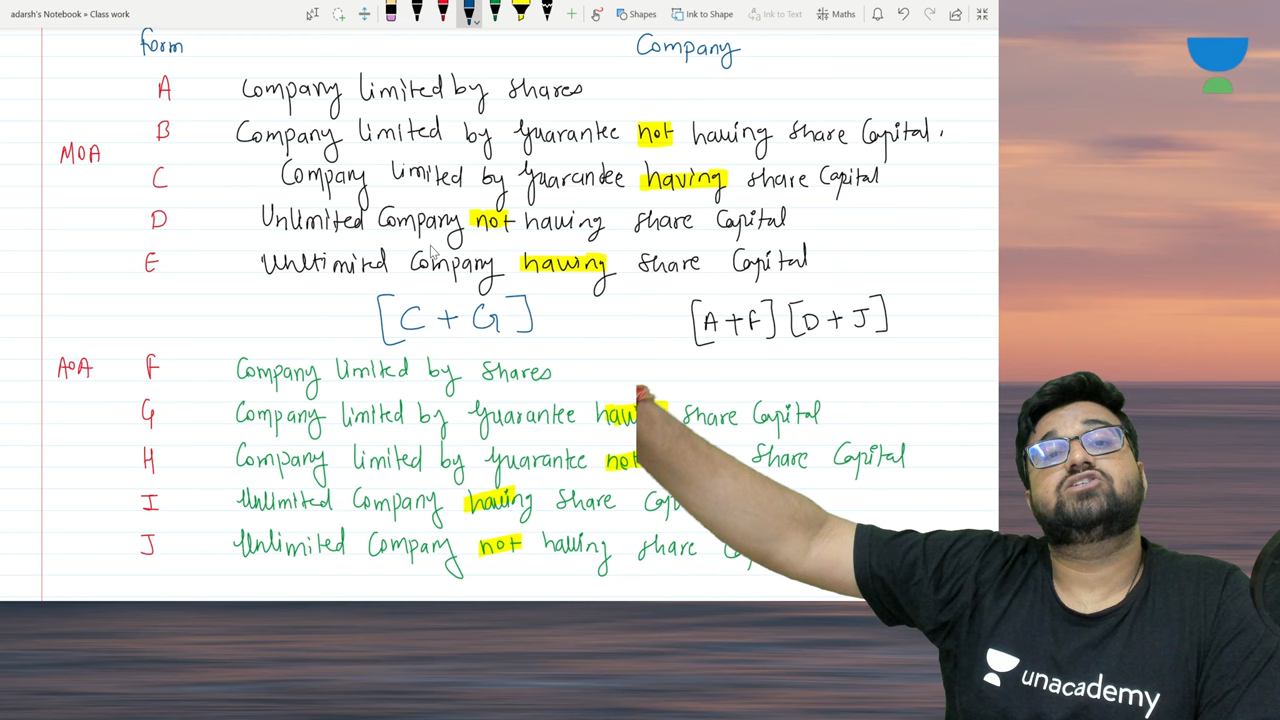 adarsh's Notebook » Class work
Shapes Ink to Shape Ink to Text Maths
form Company
A Company limited by shares
B Company limited by guarantee not having share Capital.
MOA
C Company limited by guarantee having share Capital
D Unlimited Company not having share Capital
E Unlimited Company having share Capital
[C + G] [A+F] [D + J]
AOA F Company limited by shares
G Company limited by guarantee having share Capital
H Company limited by guarantee not share Capital
I Unlimited Company having share
J Unlimited Company not having share
unacademy